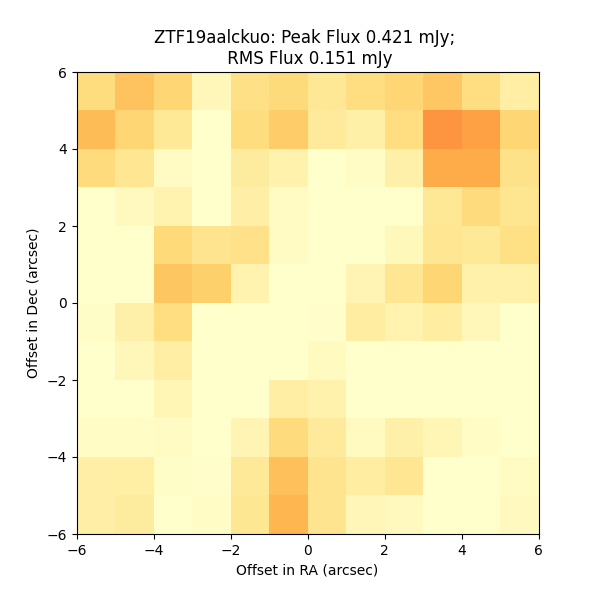 ZTF19aalckuo: Peak Flux 0.421 mJy;
RMS Flux 0.151 mJy
6
4
2
0
−2
−4
−6
Offset in Dec (arcsec)
−6 −4 −2 0 2 4 6
Offset in RA (arcsec)